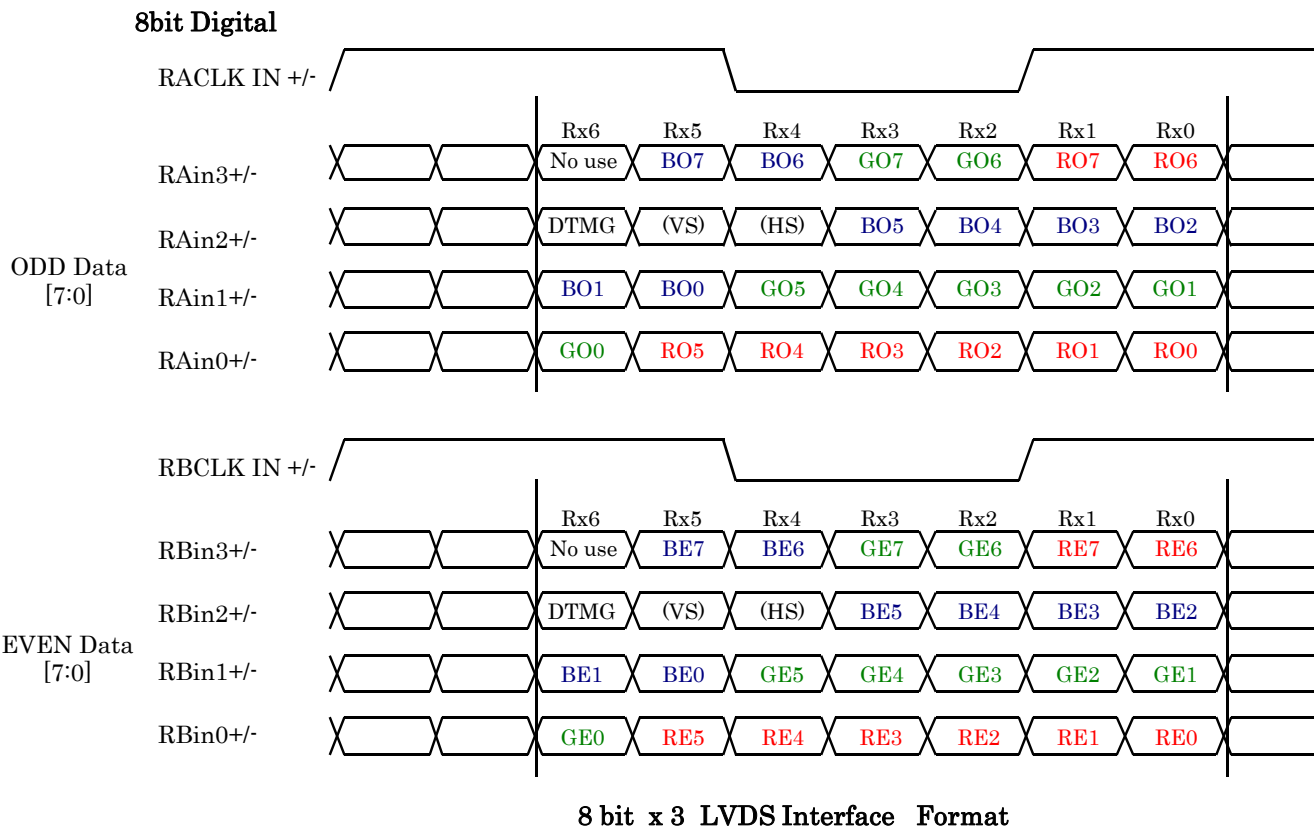 8bit Digital
RACLK IN +/-
Rx6 Rx5 Rx4 Rx3 Rx2 Rx1 Rx0
RAin3+/- No use BO7 BO6 GO7 GO6 RO7 RO6
RAin2+/- DTMG (VS) (HS) BO5 BO4 BO3 BO2
ODD Data
[7:0]
RAin1+/- BO1 BO0 GO5 GO4 GO3 GO2 GO1
RAin0+/- GO0 RO5 RO4 RO3 RO2 RO1 RO0
RBCLK IN +/-
Rx6 Rx5 Rx4 Rx3 Rx2 Rx1 Rx0
RBin3+/- No use BE7 BE6 GE7 GE6 RE7 RE6
RBin2+/- DTMG (VS) (HS) BE5 BE4 BE3 BE2
EVEN Data
[7:0]
RBin1+/- BE1 BE0 GE5 GE4 GE3 GE2 GE1
RBin0+/- GE0 RE5 RE4 RE3 RE2 RE1 RE0
8 bit x 3 LVDS Interface Format